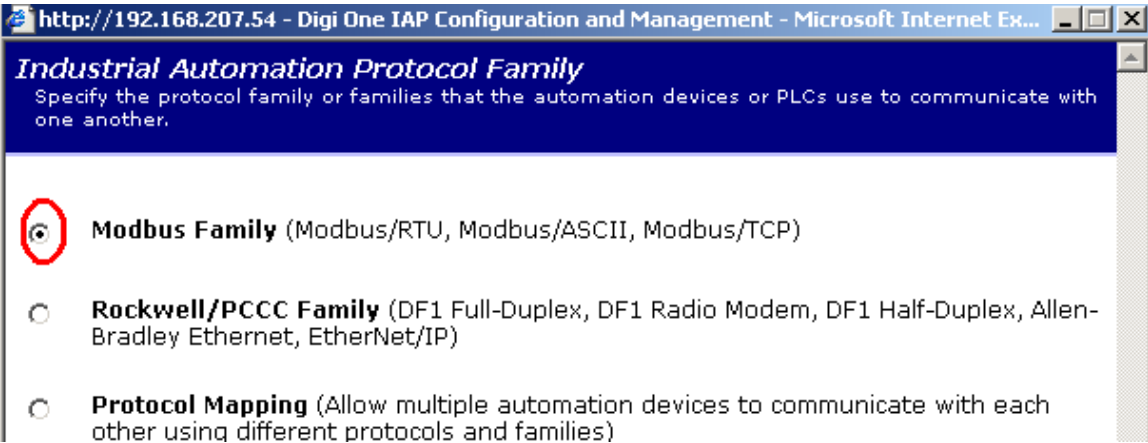 http://192.168.207.54 - Digi One IAP Configuration and Management - Microsoft Internet Ex...
Industrial Automation Protocol Family
Specify the protocol family or families that the automation devices or PLCs use to communicate with
one another.
Modbus Family (Modbus/RTU, Modbus/ASCII, Modbus/TCP)
Rockwell/PCCC Family (DF1 Full-Duplex, DF1 Radio Modem, DF1 Half-Duplex, Allen-
Bradley Ethernet, EtherNet/IP)
Protocol Mapping (Allow multiple automation devices to communicate with each
other using different protocols and families)